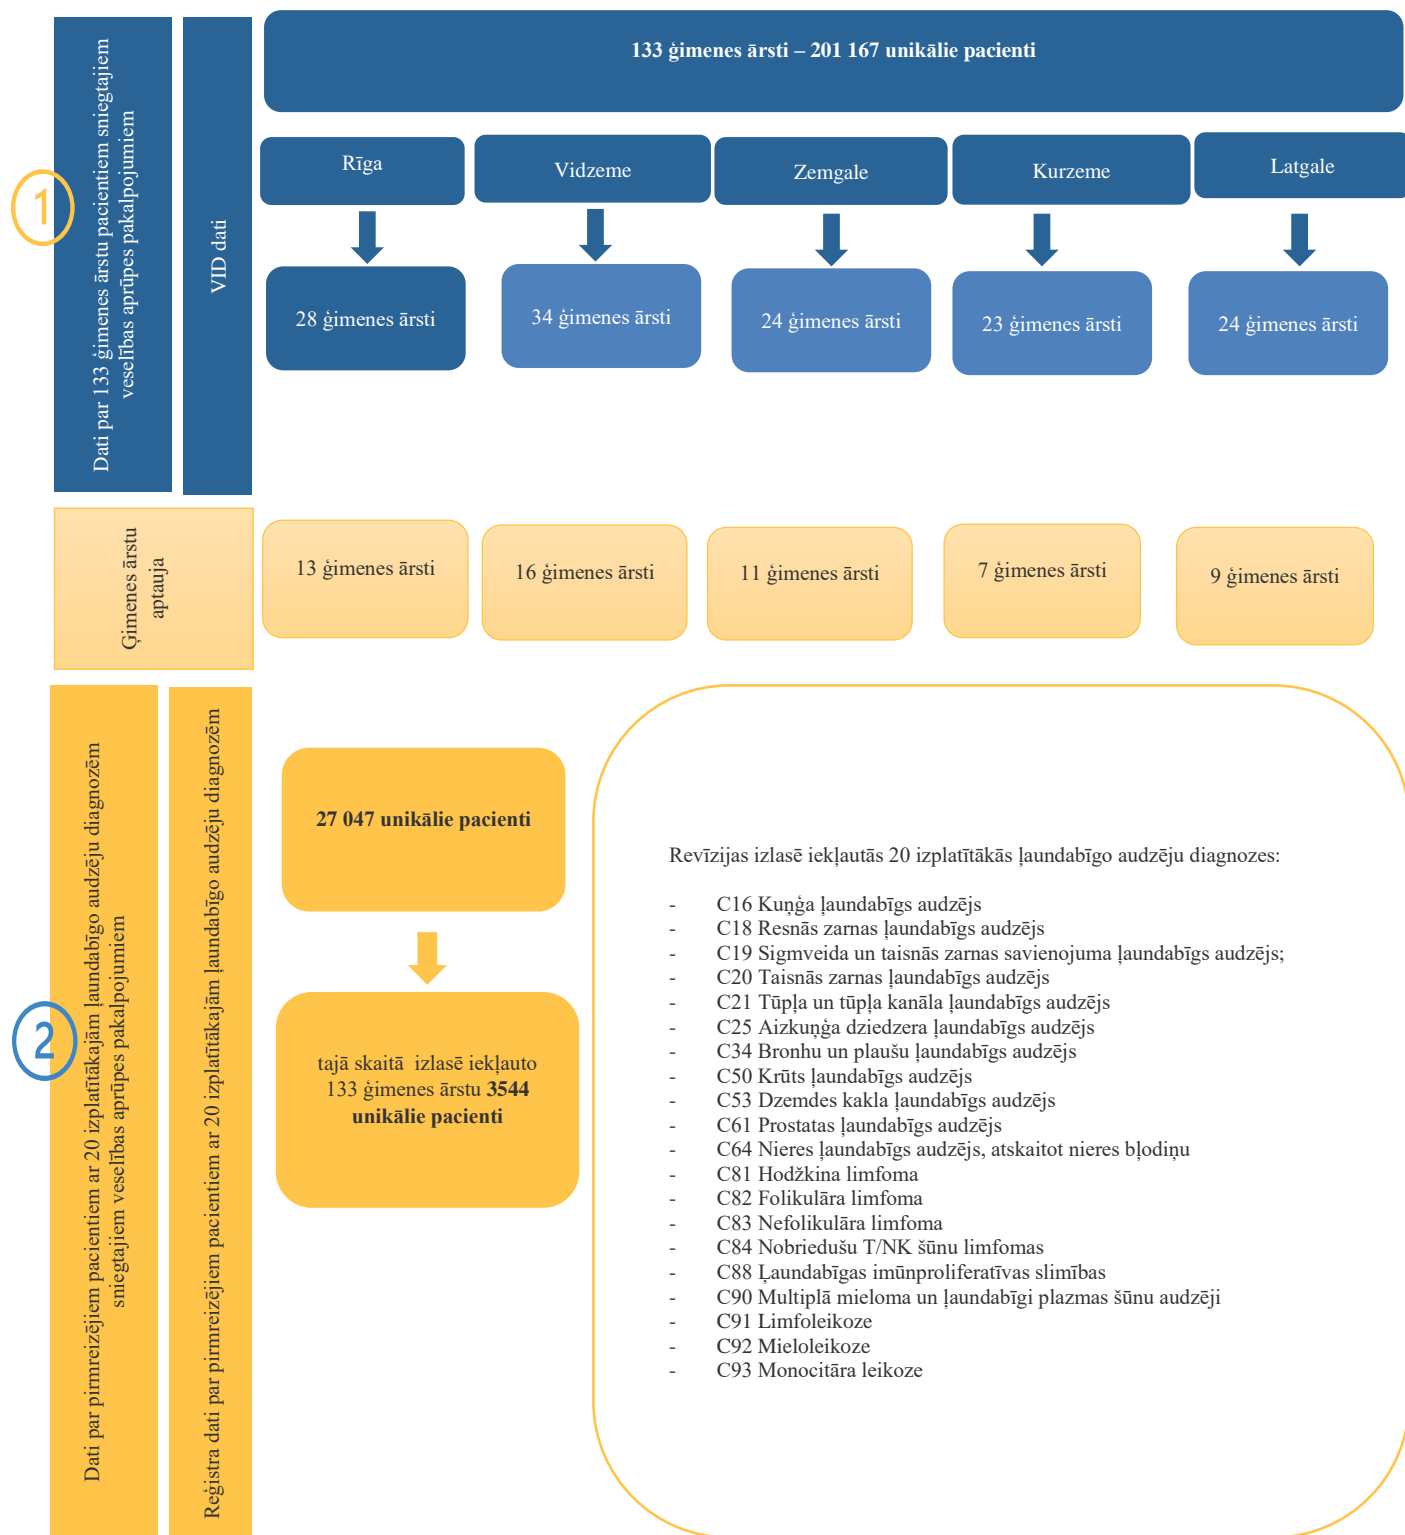 133 ģimenes ārsti – 201 167 unikālie pacienti
1
Dati par 133 ģimenes ārstu pacientiem sniegtajiem
veselības aprūpes pakalpojumiem
VID dati
Rīga
Vidzeme
Zemgale
Kurzeme
Latgale
28 ģimenes ārsti
34 ģimenes ārsti
24 ģimenes ārsti
23 ģimenes ārsti
24 ģimenes ārsti
Ģimenes ārstu
aptauja
13 ģimenes ārsti
16 ģimenes ārsti
11 ģimenes ārsti
7 ģimenes ārsti
9 ģimenes ārsti
2
Dati par pirmreizējiem pacientiem ar 20 izplatītākajām ļaundabīgo audzēju diagnozēm
sniegtajiem veselības aprūpes pakalpojumiem
Reģistra dati par pirmreizējiem pacientiem ar 20 izplatītākajām ļaundabīgo audzēju diagnozēm
27 047 unikālie pacienti
tajā skaitā izlasē iekļauto
133 ģimenes ārstu 3544
unikālie pacienti
Revīzijas izlasē iekļautās 20 izplatītākās ļaundabīgo audzēju diagnozes:
- C16 Kuņģa ļaundabīgs audzējs
- C18 Resnās zarnas ļaundabīgs audzējs
- C19 Sigmveida un taisnās zarnas savienojuma ļaundabīgs audzējs;
- C20 Taisnās zarnas ļaundabīgs audzējs
- C21 Tūpļa un tūpļa kanāla ļaundabīgs audzējs
- C25 Aizkuņģa dziedzera ļaundabīgs audzējs
- C34 Bronhu un plaušu ļaundabīgs audzējs
- C50 Krūts ļaundabīgs audzējs
- C53 Dzemdes kakla ļaundabīgs audzējs
- C61 Prostatas ļaundabīgs audzējs
- C64 Nieres ļaundabīgs audzējs, atskaitot nieres bļodiņu
- C81 Hodžkina limfoma
- C82 Folikulāra limfoma
- C83 Nefolikulāra limfoma
- C84 Nobriedušu T/NK šūnu limfomas
- C88 Ļaundabīgas imūnproliferatīvas slimības
- C90 Multiplā mieloma un ļaundabīgi plazmas šūnu audzēji
- C91 Limfoleikoze
- C92 Mieloleikoze
- C93 Monocitāra leikoze